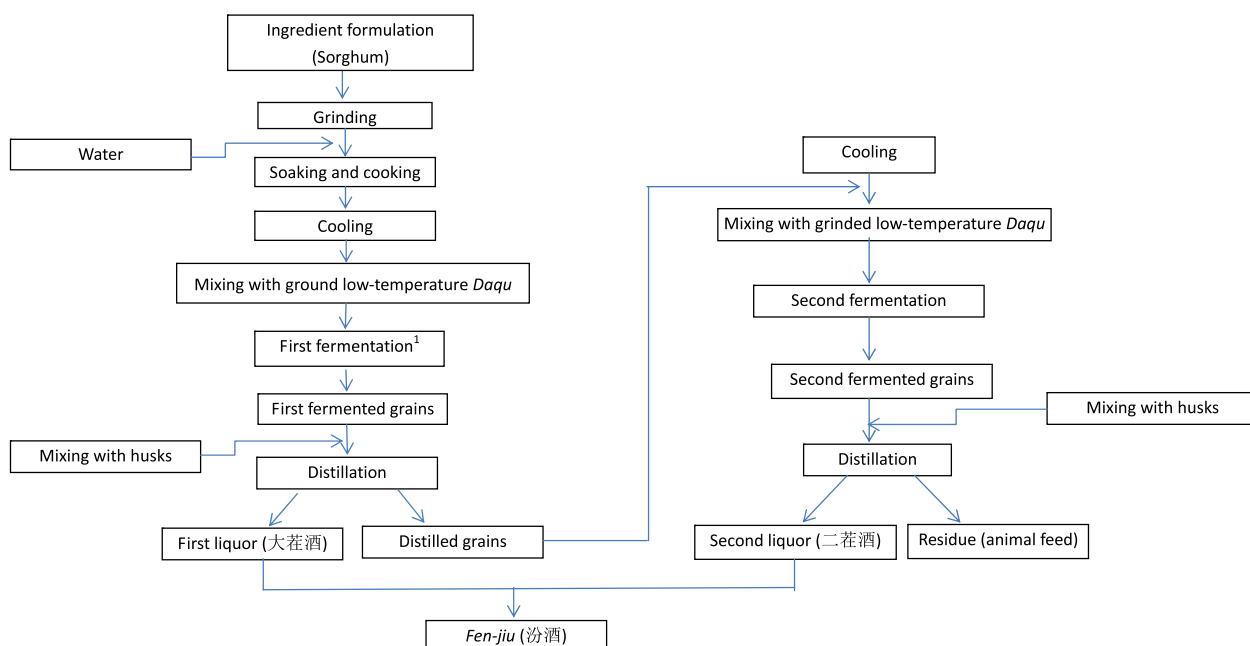 Ingredient formulation
(Sorghum)
Grinding
Water
Soaking and cooking
Cooling
Mixing with ground low-temperature Daqu
First fermentation1
First fermented grains
Mixing with husks
Distillation
First liquor (大茬酒)
Distilled grains
Cooling
Mixing with grinded low-temperature Daqu
Second fermentation
Second fermented grains
Mixing with husks
Distillation
Second liquor (二茬酒)
Residue (animal feed)
Fen-jiu (汾酒)